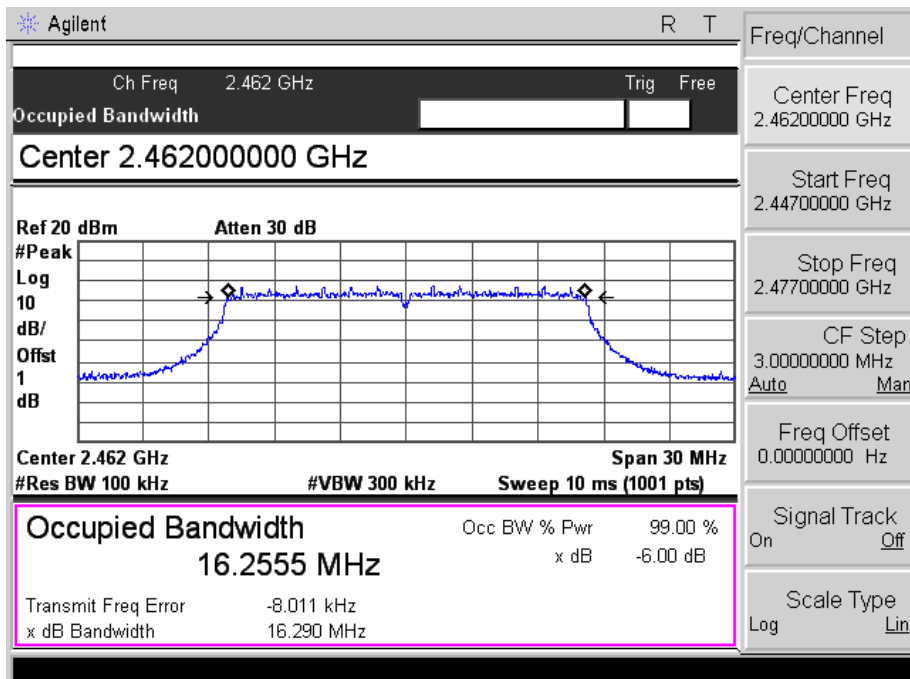 Agilent R T
Ch Freq 2.462 GHz Trig Free
Occupied Bandwidth
Center 2.462000000 GHz
Ref 20 dBm Atten 30 dB
#Peak
Log
10
dB/
Offst
1
dB
Center 2.462 GHz Span 30 MHz
#Res BW 100 kHz #VBW 300 kHz Sweep 10 ms (1001 pts)
Occupied Bandwidth Occ BW % Pwr 99.00 %
16.2555 MHz x dB -6.00 dB
Transmit Freq Error -8.011 kHz
x dB Bandwidth 16.290 MHz
Freq/Channel
Center Freq
2.46200000 GHz
Start Freq
2.44700000 GHz
Stop Freq
2.47700000 GHz
CF Step
3.00000000 MHz
Auto Man
Freq Offset
0.00000000 Hz
Signal Track
On Off
Scale Type
Log Lin